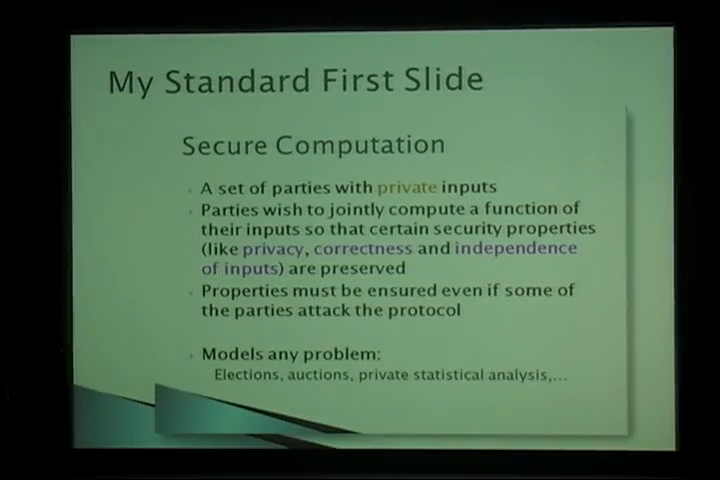 My Standard First Slide
Secure Computation
A set of parties with private inputs
Parties wish to jointly compute a function of
their inputs so that certain security properties
(like privacy, correctness and independence
of inputs) are preserved
Properties must be ensured even if some of
the parties attack the protocol
Models any problem:
Elections, auctions, private statistical analysis,...